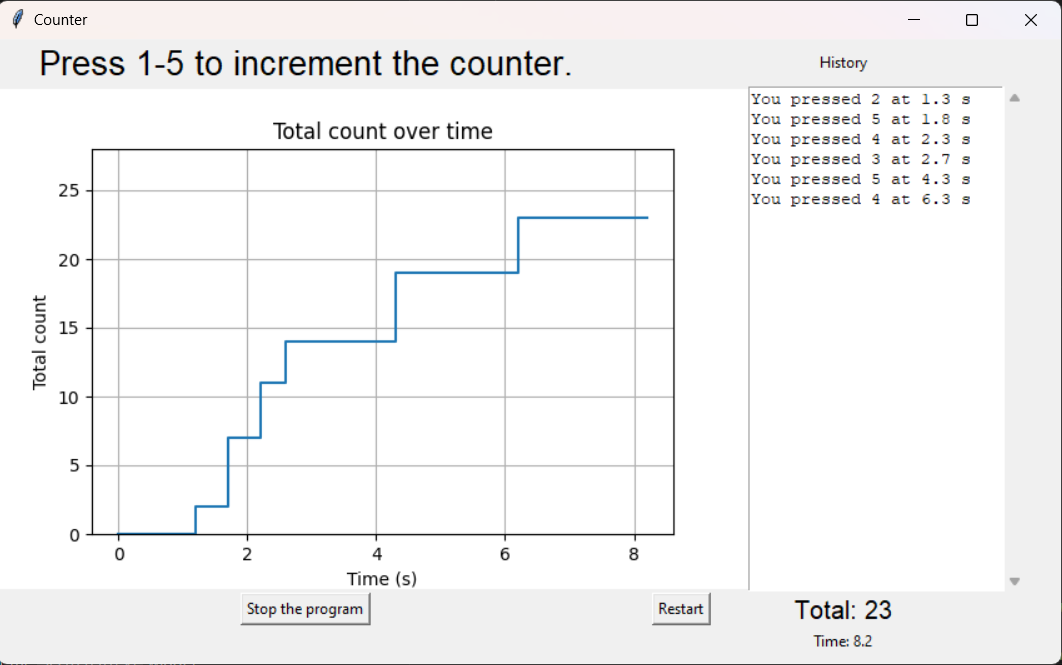 Counter
Press 1-5 to increment the counter.
Total count over time
25
20
15
10
5
0
Total count
0 2 4 6 8
Time (s)
History
You pressed 2 at 1.3 s
You pressed 5 at 1.8 s
You pressed 4 at 2.3 s
You pressed 3 at 2.7 s
You pressed 5 at 4.3 s
You pressed 4 at 6.3 s
Stop the program
Restart
Total: 23
Time: 8.2